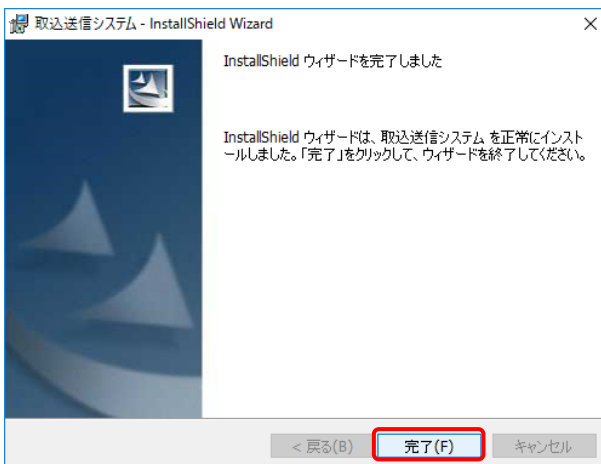 取込送信システム - InstallShield Wizard
InstallShield ウィザードを完了しました
InstallShield ウィザードは、取込送信システム を正常にインスト
ールしました。「完了」をクリックして、ウィザードを終了してください。
< 戻る(B) 完了(F) キャンセル